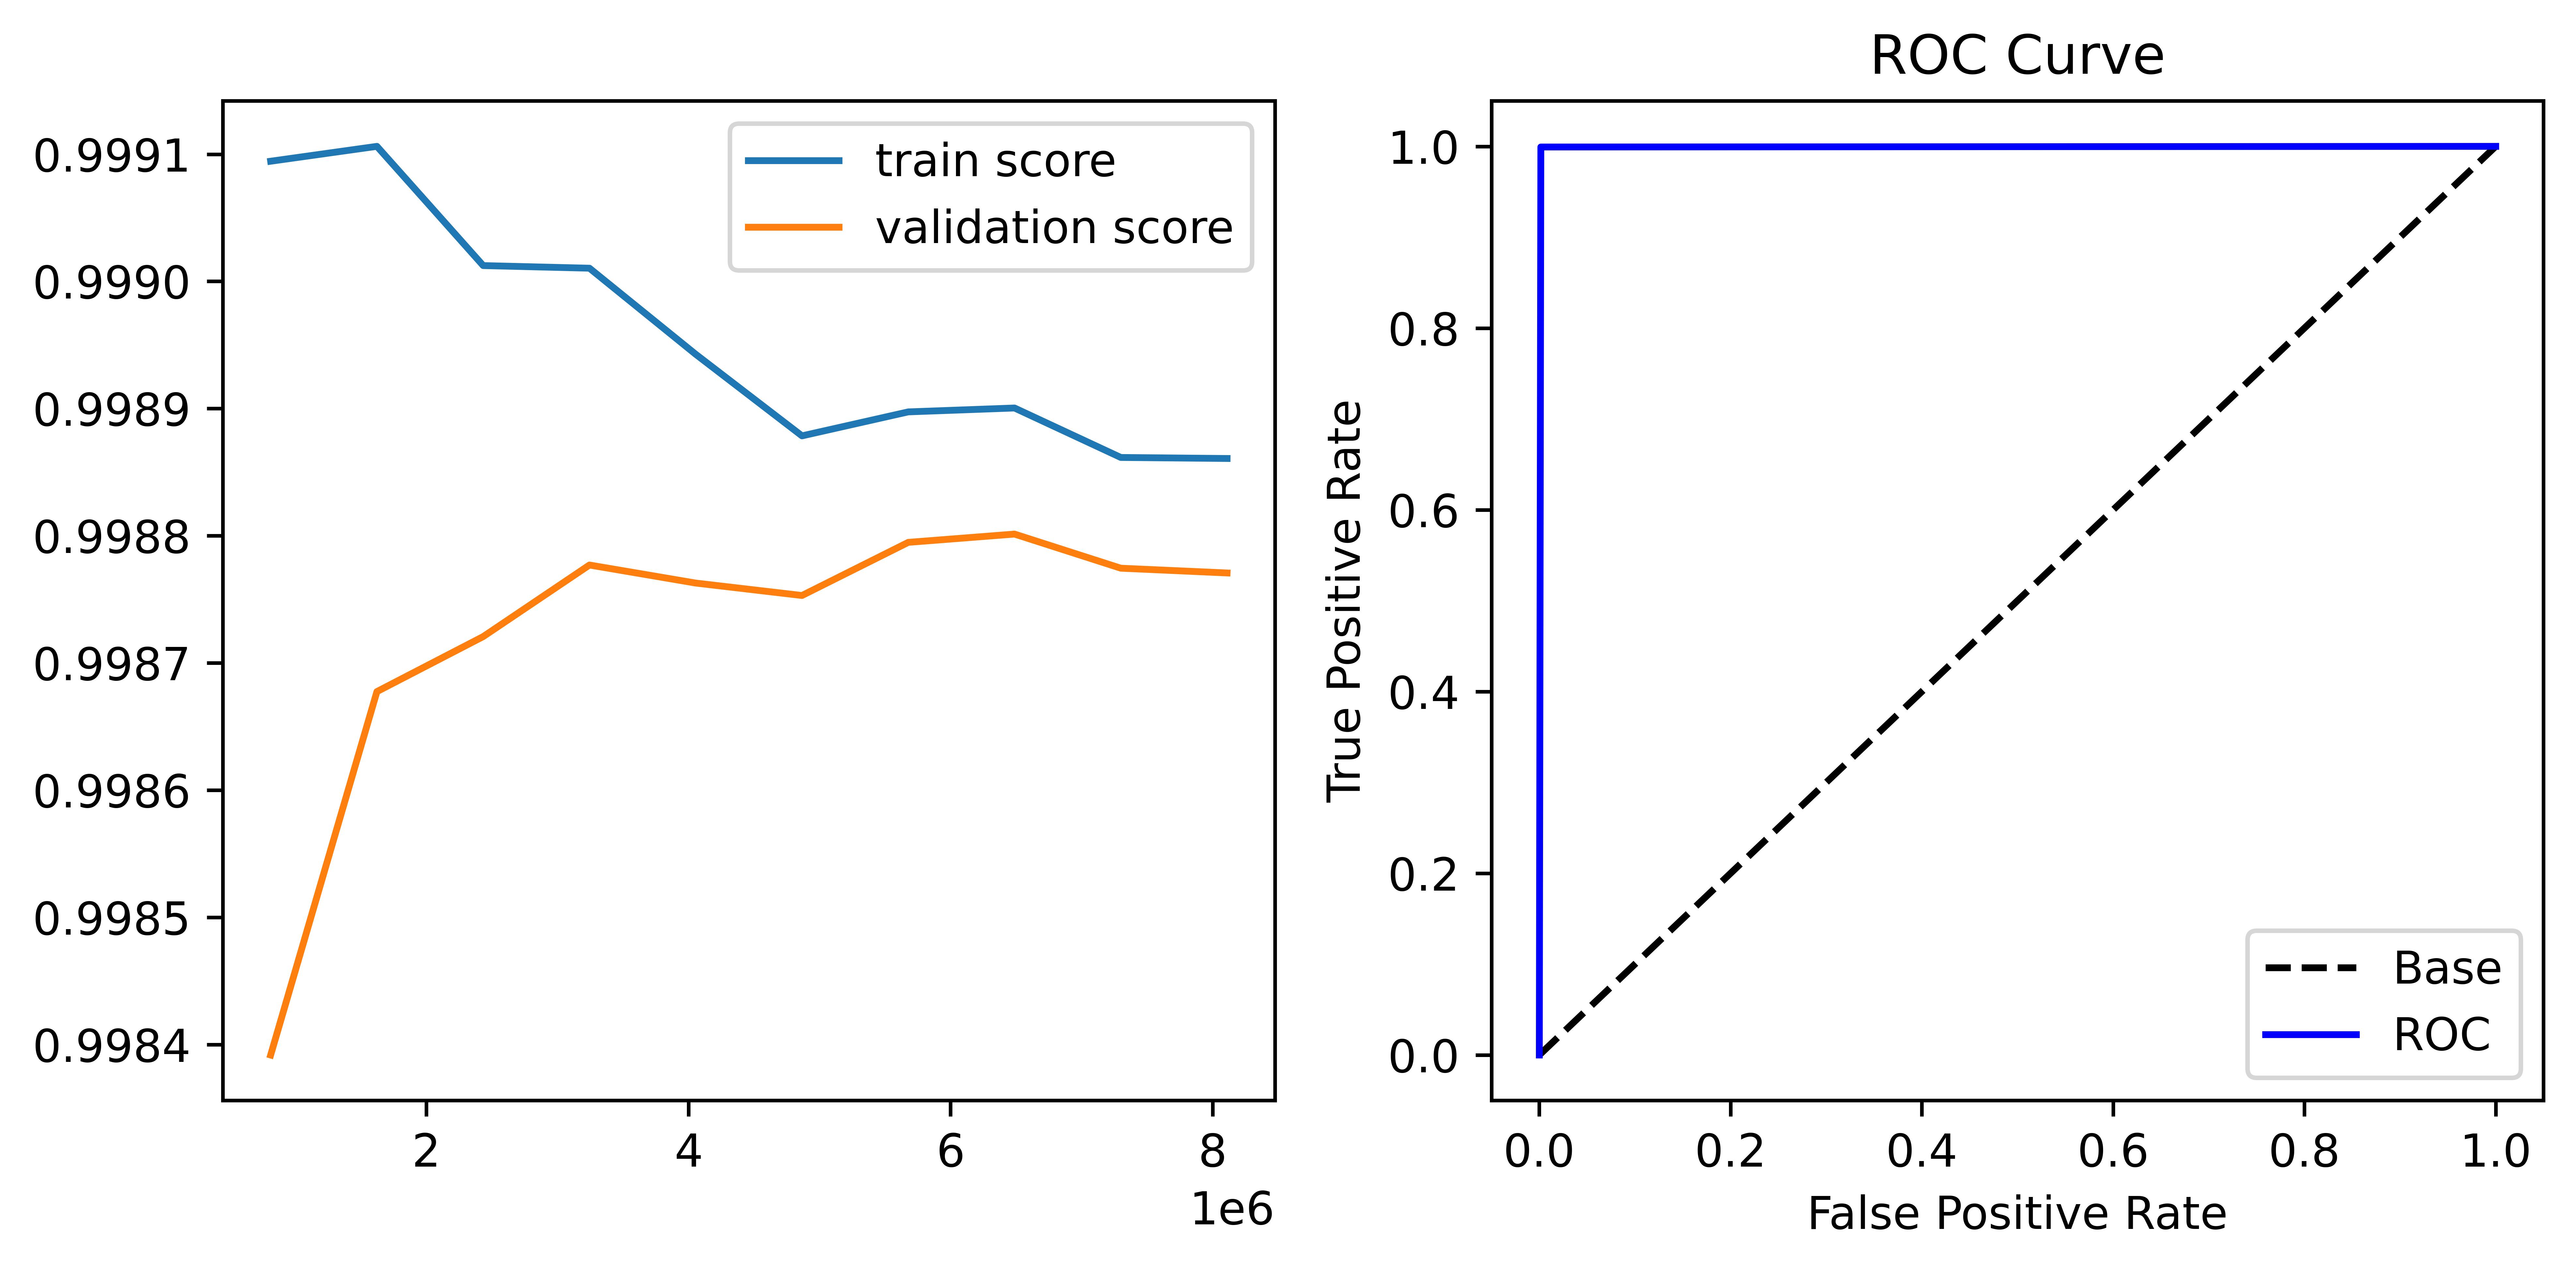 0.9991
0.9990
0.9989
0.9988
0.9987
0.9986
0.9985
0.9984
2 4 6 8
1e6
train score
validation score
ROC Curve
True Positive Rate
1.0
0.8
0.6
0.4
0.2
0.0
0.0 0.2 0.4 0.6 0.8 1.0
False Positive Rate
Base
ROC